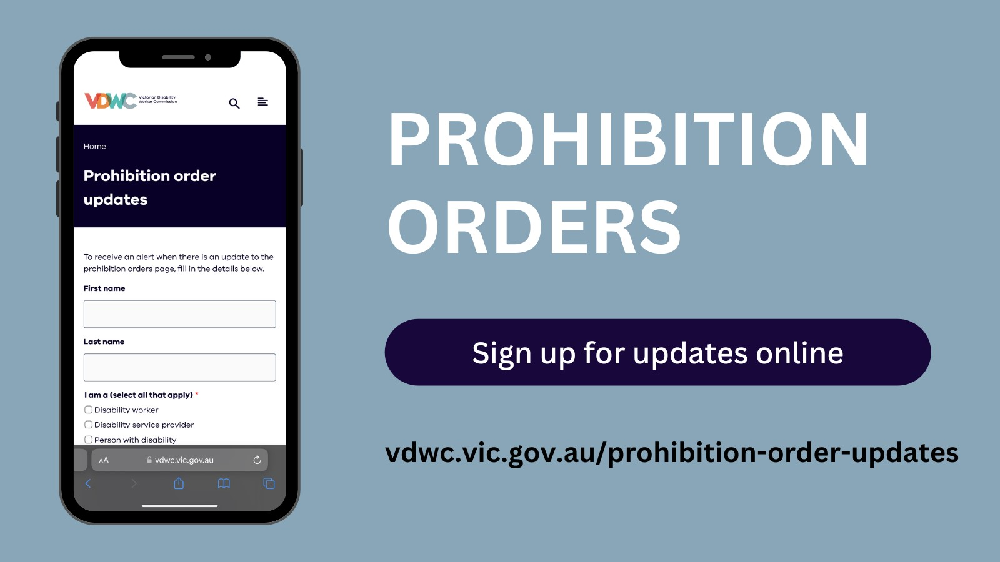 VDWC Victorian Disability
Worker Commission
Home
Prohibition order
updates
To receive an alert when there is an update to the
prohibition orders page, fill in the details below.
First name
Last name
I am a (select all that apply) *
Disability worker
Disability service provider
Person with disability
AA vdwc.vic.gov.au
PROHIBITION
ORDERS
Sign up for updates online
vdwc.vic.gov.au/prohibition-order-updates